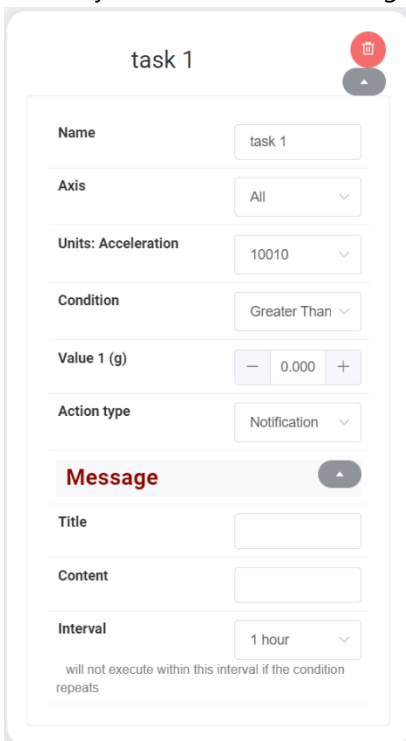 task 1
Name
task 1
Axis
All
Units: Acceleration
10010
Condition
Greater Than
Value 1 (g)
0.000
Action type
Notification
Message
Title
Content
Interval
1 hour
will not execute within this interval if the condition
repeats